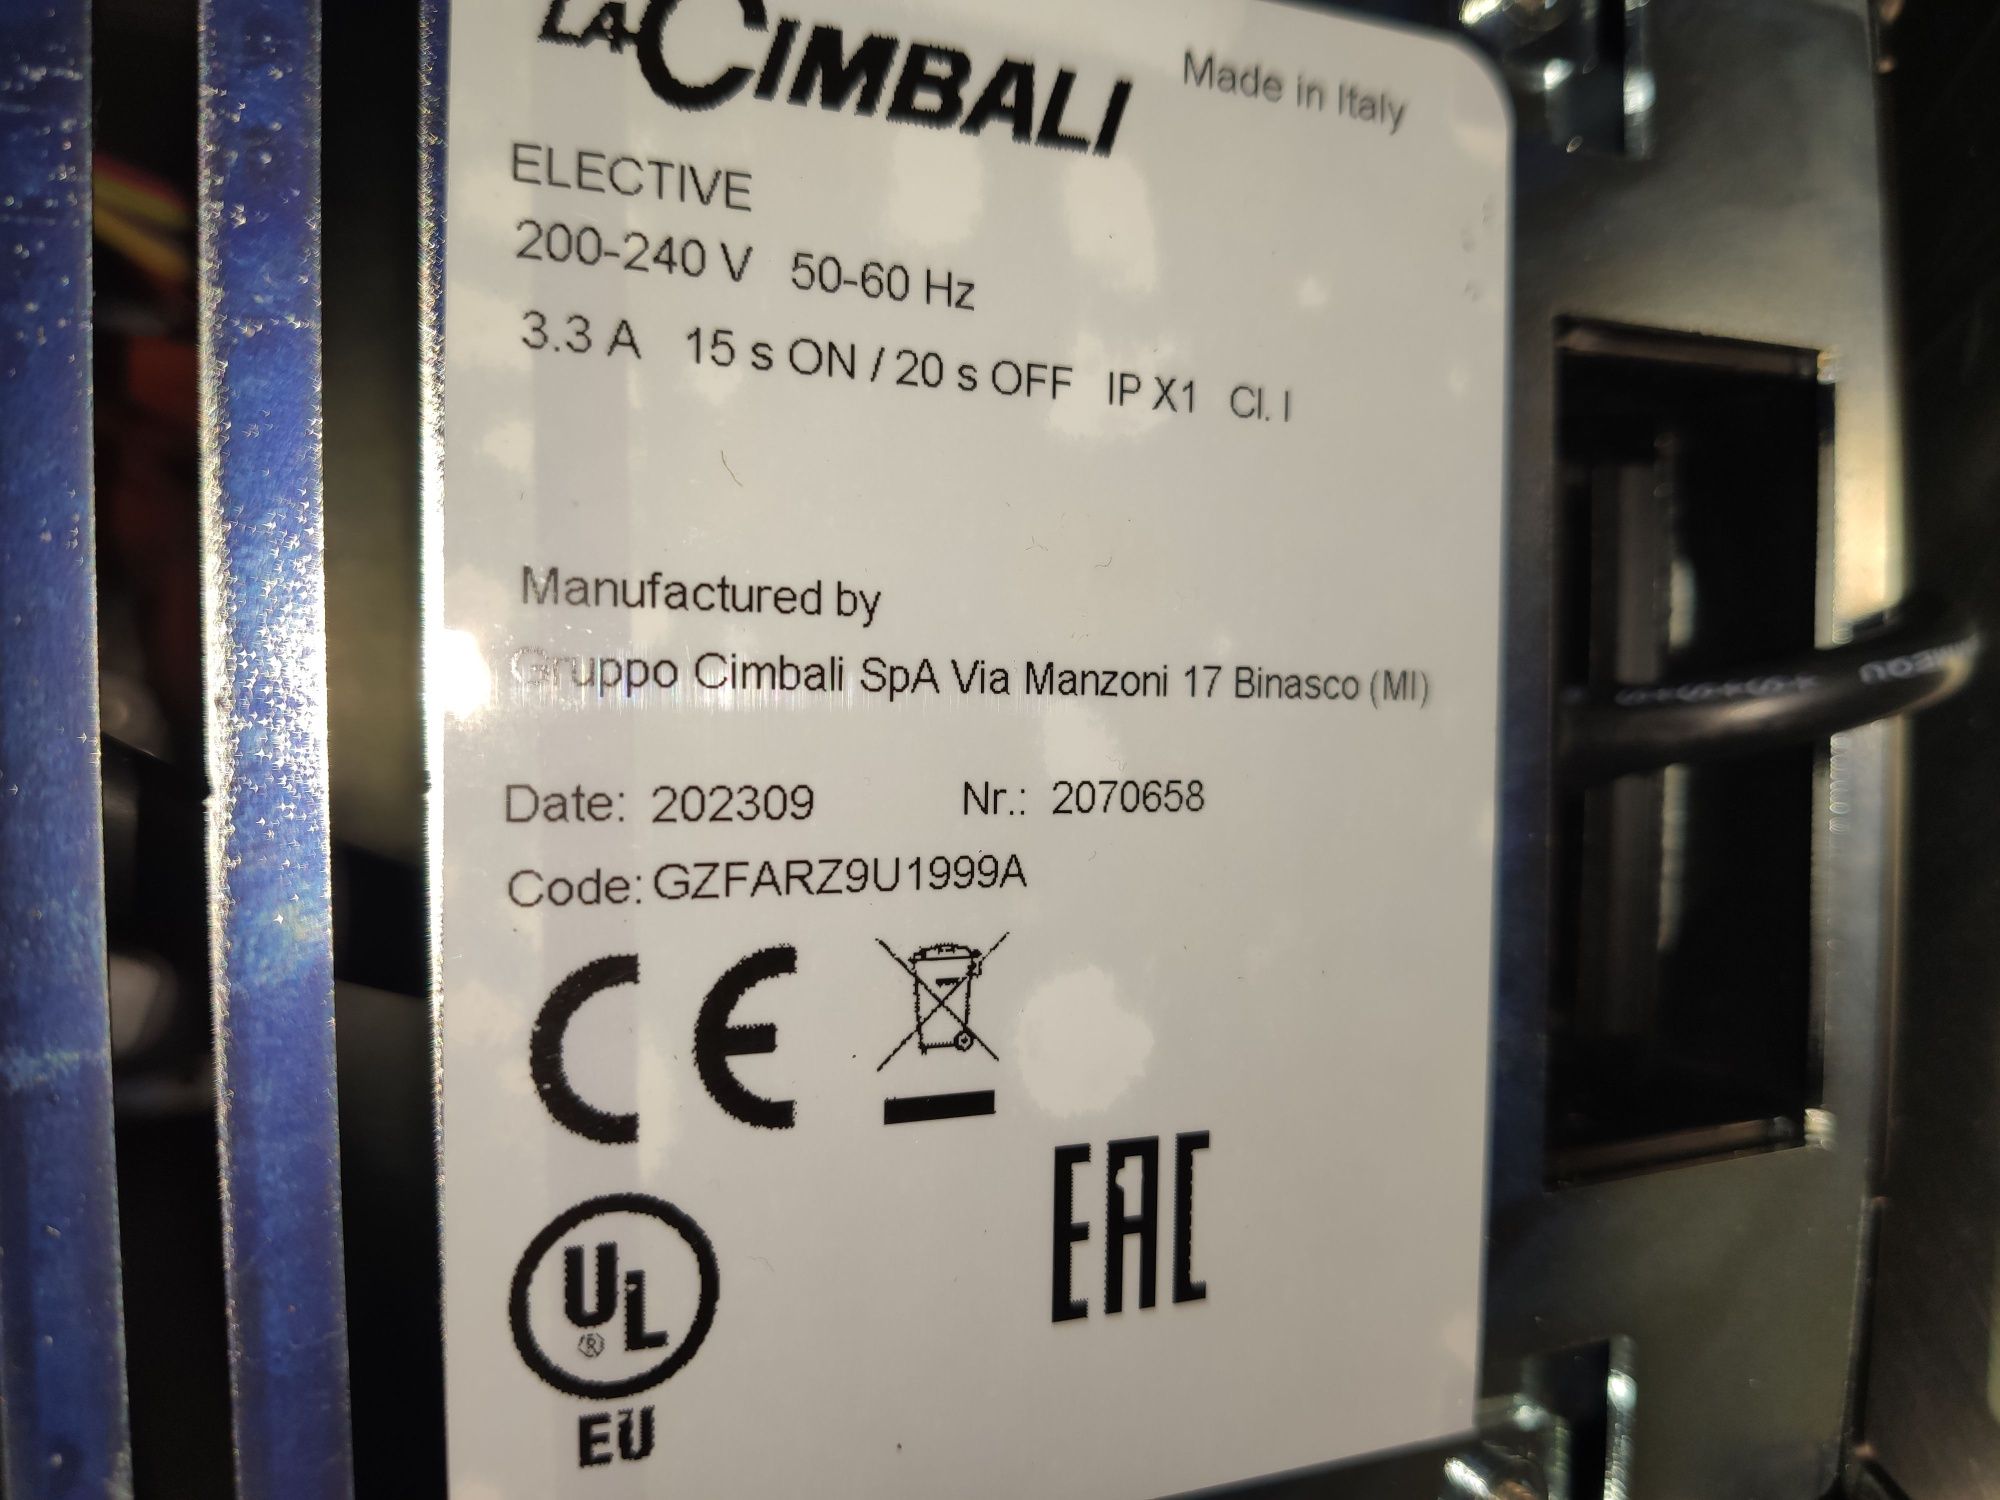 LA CIMBALI Made in Italy
ELECTIVE
200-240 V 50-60 Hz
3.3 A 15 s ON / 20 s OFF IP X1 Cl. I
Manufactured by
Gruppo Cimbali SpA Via Manzoni 17 Binasco (MI)
Date: 202309 Nr.: 2070658
Code: GZFARZ9U1999A
CE
EAC
UL
®
EU